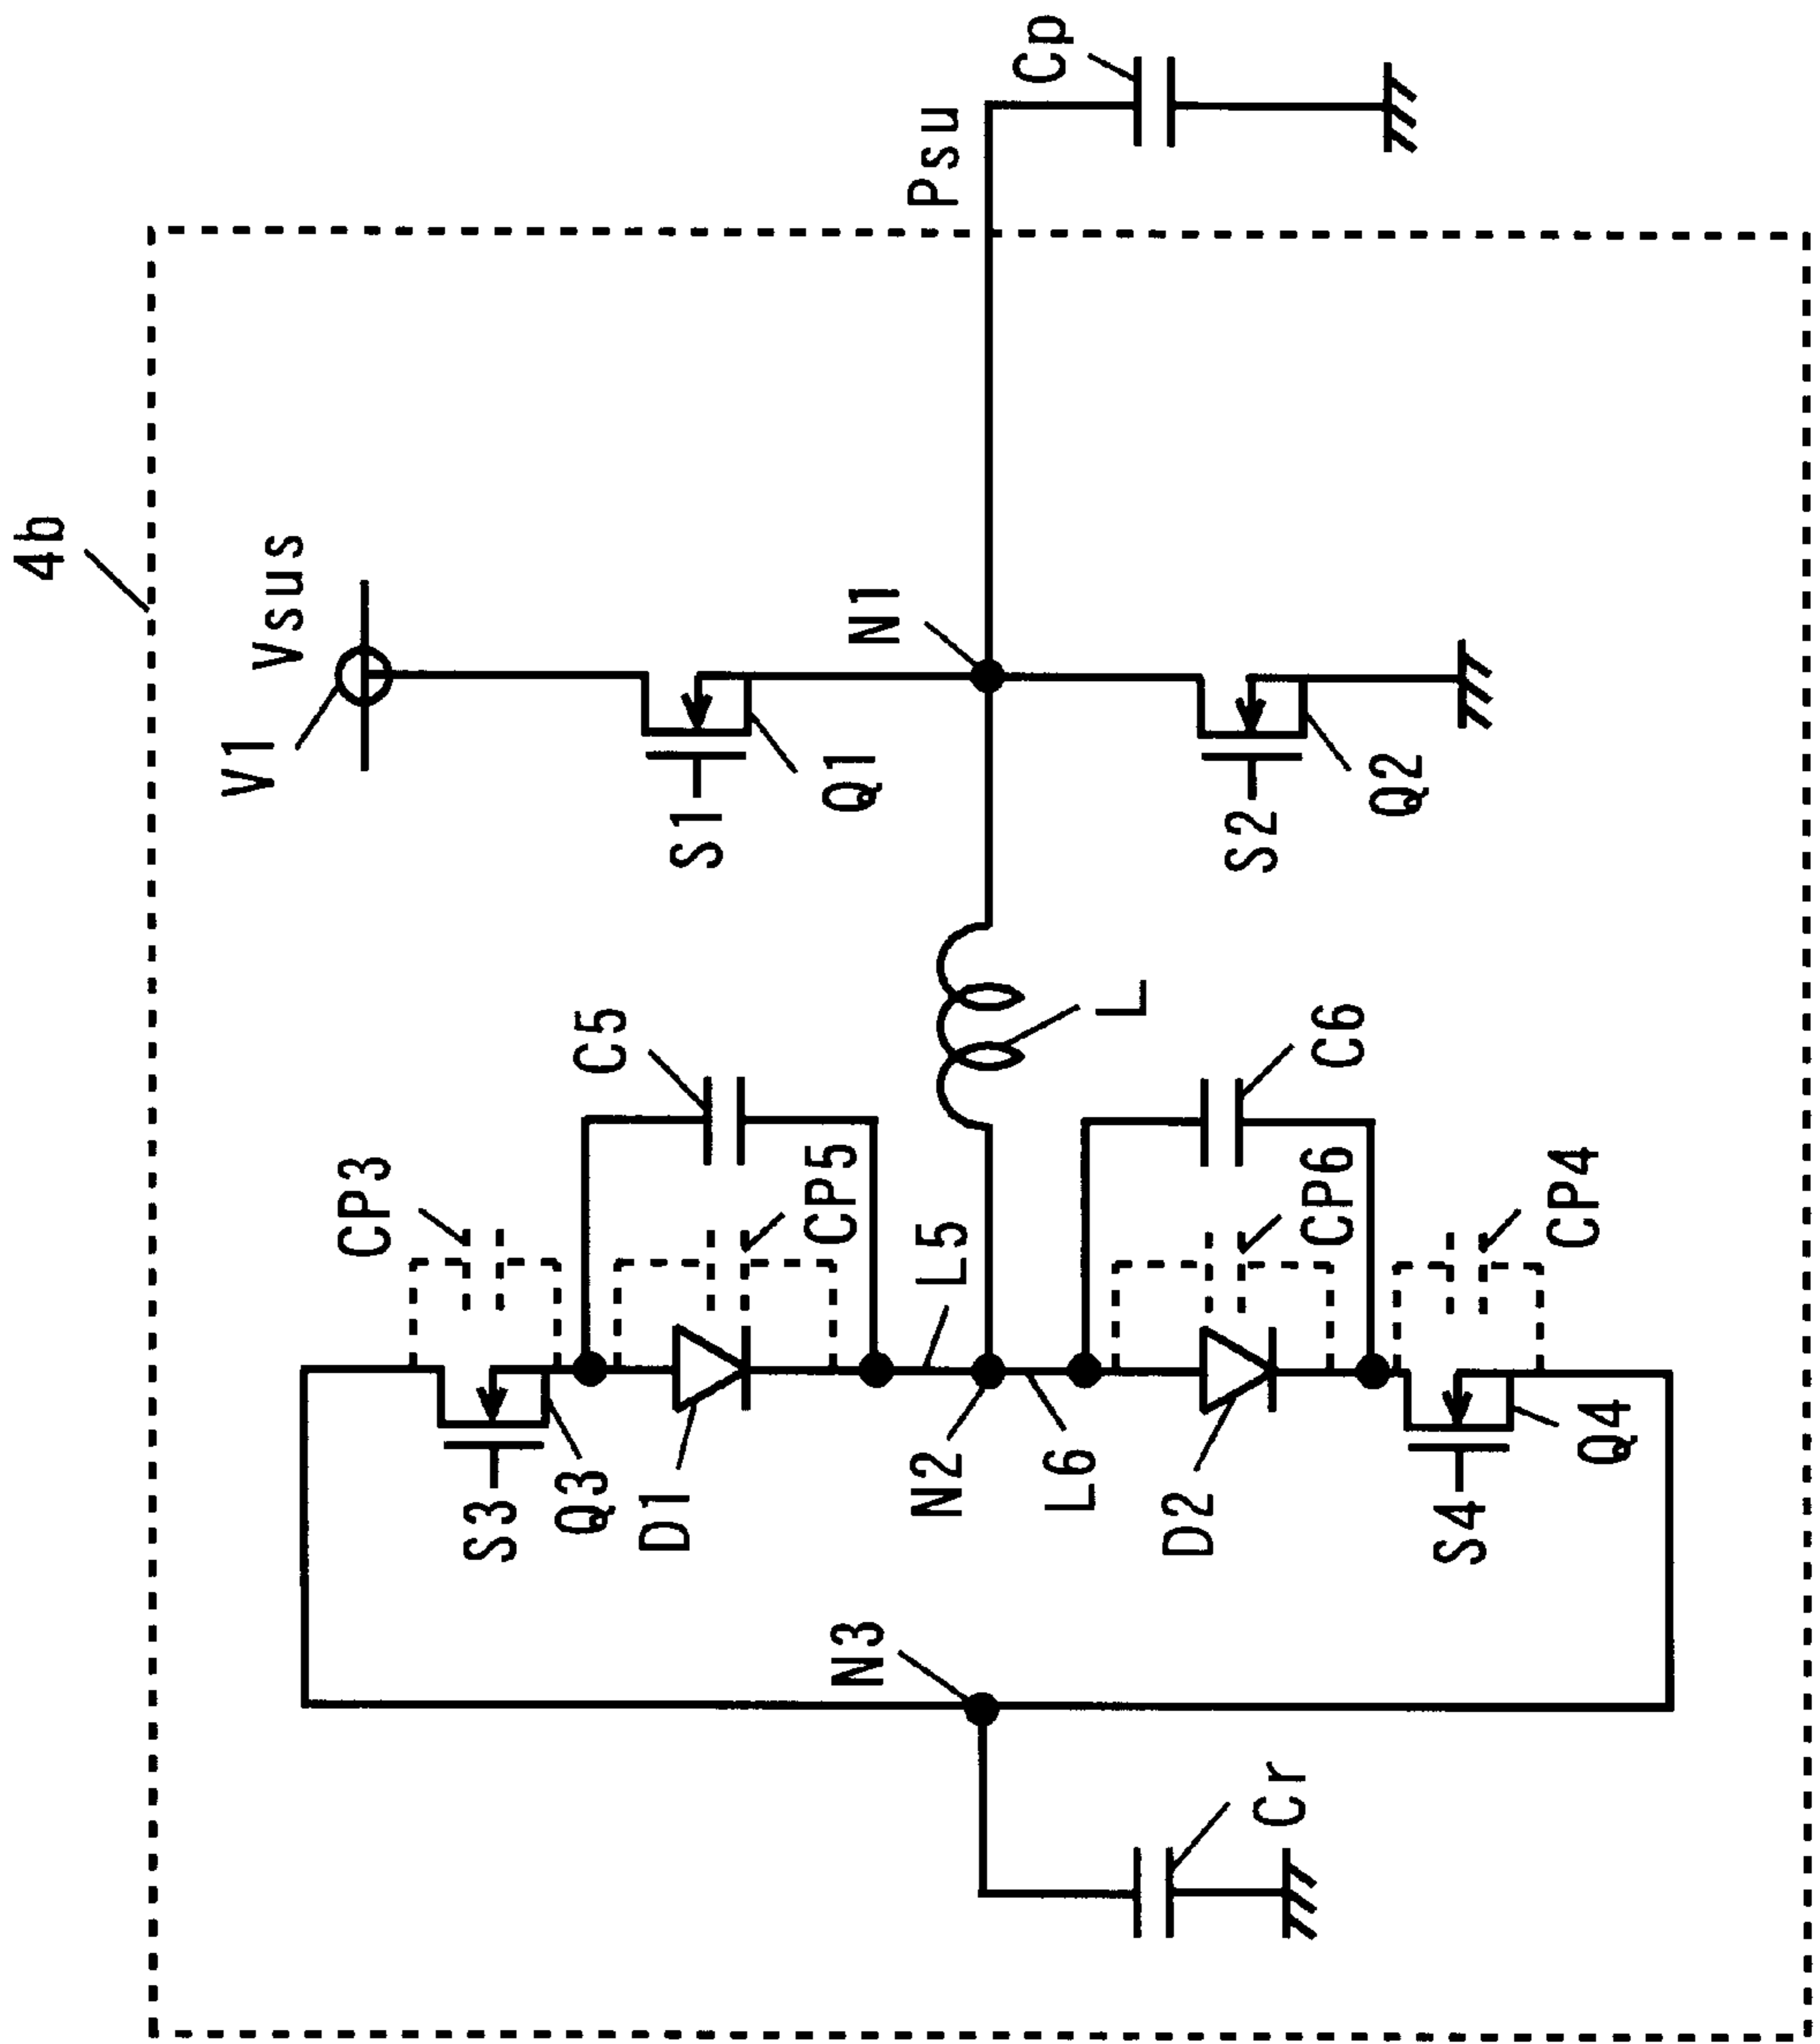 4b
V1
Vsus
S1
Q1
N1
Psu
Cp
S2
Q2
L
C5
C6
CP3
CP5
L5
CP6
CP4
S3
Q3
D1
N2
L6
D2
S4
Q4
N3
Cr